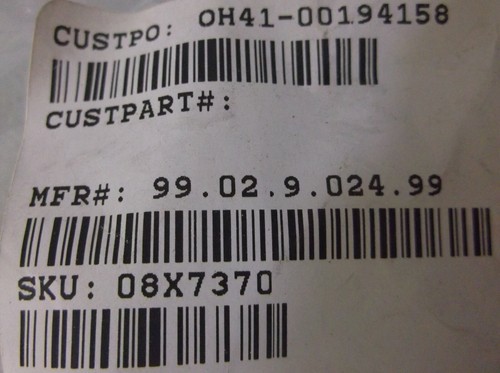 CUSTPO: OH41-00194158
CUSTPART#:
MFR#: 99.02.9.024.99
SKU: 08X7370